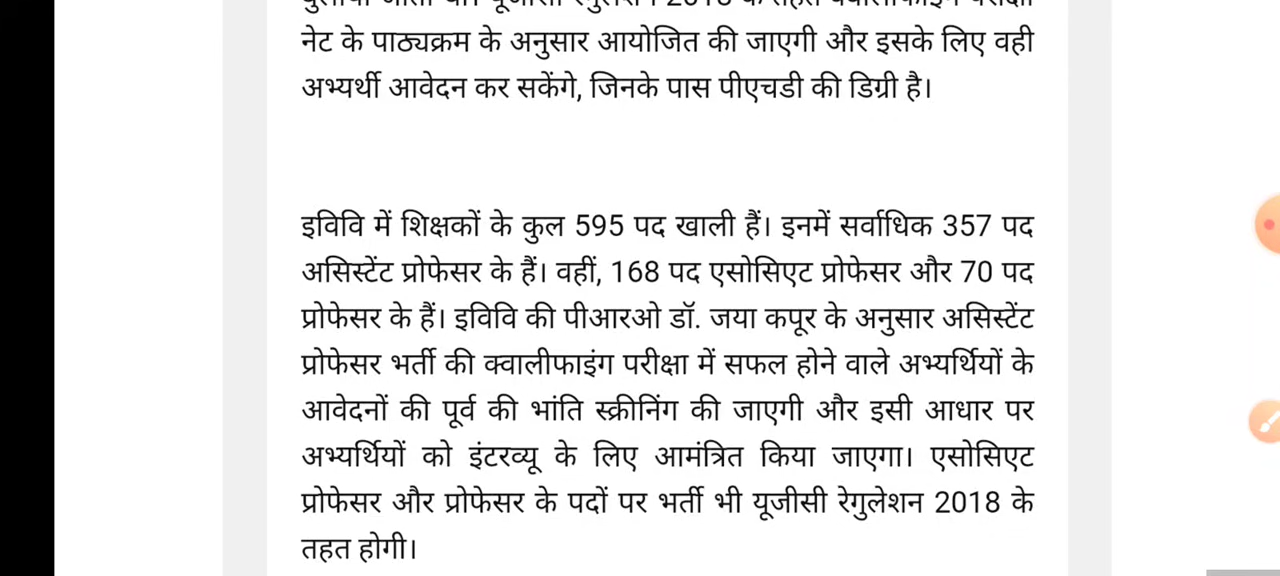 रेगुलेशन 2018 के तहत
नेट के पाठ्यक्रम के अनुसार आयोजित की जाएगी और इसके लिए वही
अभ्यर्थी आवेदन कर सकेंगे, जिनके पास पीएचडी की डिग्री है।
इविवि में शिक्षकों के कुल 595 पद खाली हैं। इनमें सर्वाधिक 357 पद
असिस्टेंट प्रोफेसर के हैं। वहीं, 168 पद एसोसिएट प्रोफेसर और 70 पद
प्रोफेसर के हैं। इविवि की पीआरओ डॉ. जया कपूर के अनुसार असिस्टेंट
प्रोफेसर भर्ती की क्वालीफाइंग परीक्षा में सफल होने वाले अभ्यर्थियों के
आवेदनों की पूर्व की भांति स्क्रीनिंग की जाएगी और इसी आधार पर
अभ्यर्थियों को इंटरव्यू के लिए आमंत्रित किया जाएगा। एसोसिएट
प्रोफेसर और प्रोफेसर के पदों पर भर्ती भी यूजीसी रेगुलेशन 2018 के
तहत होगी।